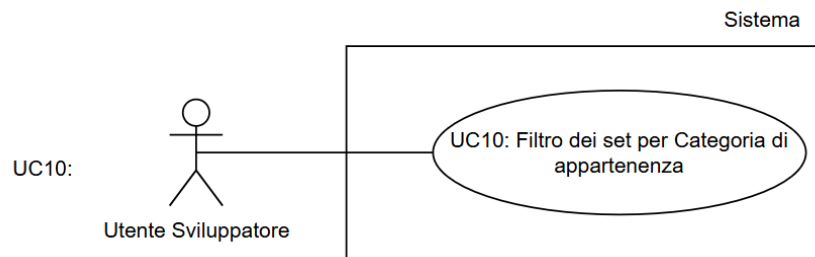 Sistema
UC10: Filtro dei set per Categoria di
appartenenza
UC10:
Utente Sviluppatore